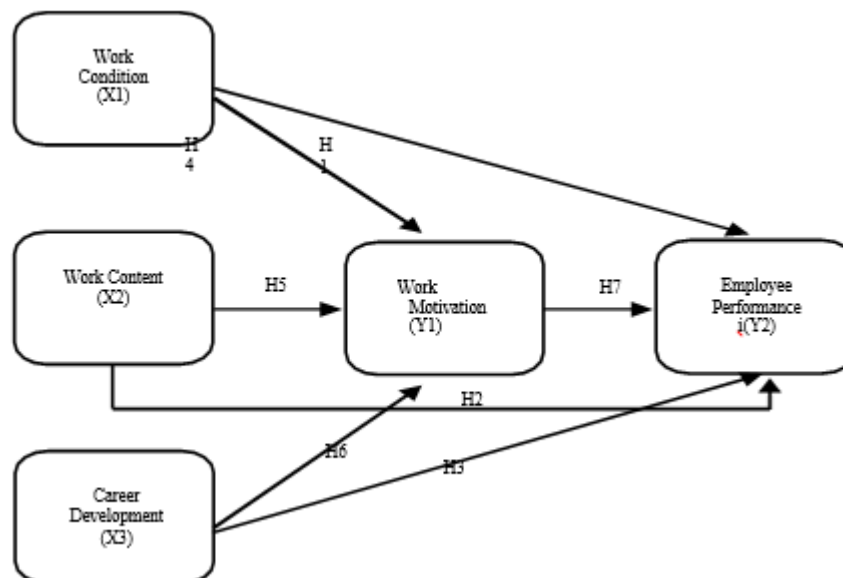 Work
Condition
(X1)
H
4
H
1
Work Content
(X2)
H5
Work
Motivation
(Y1)
H7
Employee
Performance
i(Y2)
H2
H6
H3
Career
Development
(X3)